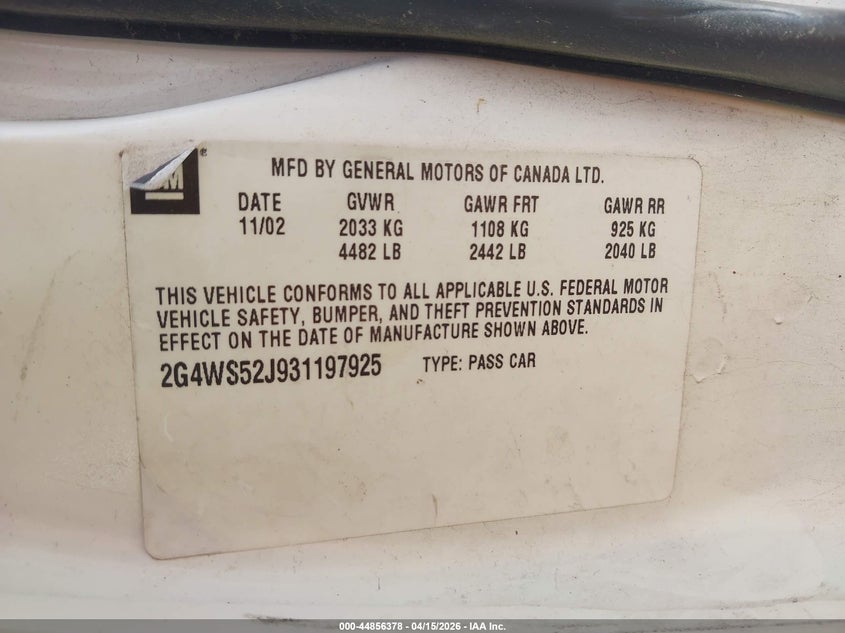 GM®
MFD BY GENERAL MOTORS OF CANADA LTD.
DATE GVWR GAWR FRT GAWR RR
11/02 2033 KG 1108 KG 925 KG
4482 LB 2442 LB 2040 LB
THIS VEHICLE CONFORMS TO ALL APPLICABLE U.S. FEDERAL MOTOR
VEHICLE SAFETY, BUMPER, AND THEFT PREVENTION STANDARDS IN
EFFECT ON THE DATE OF MANUFACTURE SHOWN ABOVE.
2G4WS52J931197925 TYPE: PASS CAR
000-44856378 - 04/15/2026 - IAA Inc.